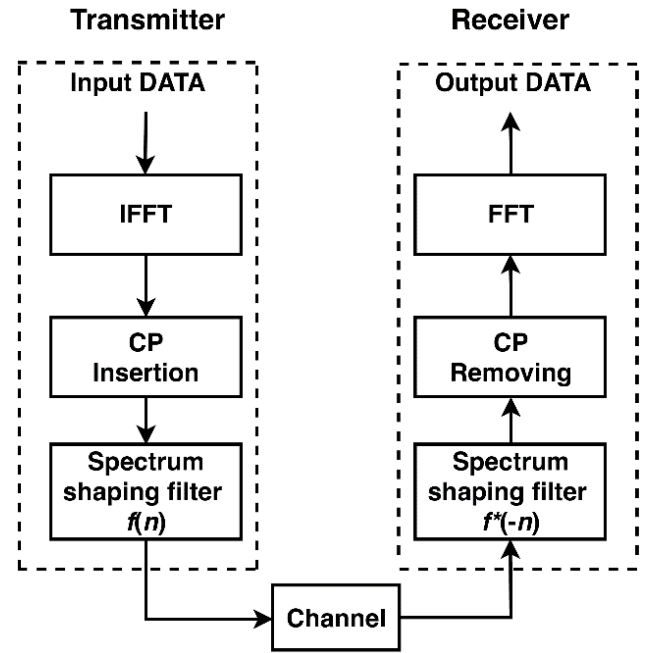 Transmitter
Input DATA
IFFT
CP
Insertion
Spectrum
shaping filter
f(n)
Channel
Receiver
Output DATA
FFT
CP
Removing
Spectrum
shaping filter
f*(-n)